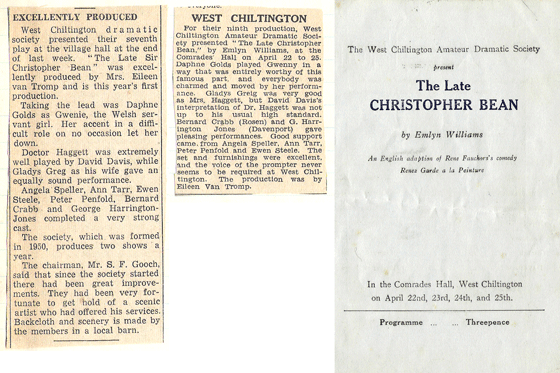 EXCELLENTLY PRODUCED
West Chiltington dramatic
society presented their seventh
play at the village hall at the end
of last week. "The Late Sir
Christopher Bean" was excel-
lently produced by Mrs. Eileen
van Tromp and is this year's first
production.
Taking the lead was Daphne
Golds as Gwenie, the Welsh ser-
vant girl. Her accent in a diffi-
cult role on no occasion let her
down.
Doctor Haggett was extremely
well played by David Davis, while
Gladys Greg as his wife gave an
equally sound performance.
Angela Speller, Ann Tarr, Ewen
Steele, Peter Penfold, Bernard
Crabb and George Harrington-
Jones completed a very strong
cast.
The society, which was formed
in 1950, produces two shows a
year.
The chairman, Mr. S. F. Gooch,
said that since the society started
there had been great improve-
ments. They had been very for-
tunate to get hold of a scenic
artist who had offered his services.
Backcloth and scenery is made by
the members in a local barn.
everyone.
WEST CHILTINGTON
For their ninth production, West
Chiltington Amateur Dramatic Soci-
ety presented "The Late Christopher
Bean," by Emlyn Williams, at the
Comrades Hall on April 22 to 25.
Daphne Golds played Gwenny in a
way that was entirely worthy of this
famous part, and everybody was
charmed and moved by her perform-
ance. Gladys Greig was very good
as Mrs. Haggett, but David Davis's
interpretation of Dr. Haggett was not
up to his usual high standard.
Bernard Crabb (Rosen) and G. Harr-
ington Jones (Davenport) gave
pleasing performances. Good support
came from Angela Speller, Ann Tarr,
Peter Penfold and Ewen Steele. The
set and furnishings were excellent,
and the voice of the prompter never
seems to be required at West Chil-
tington. The production was by
Eileen Van Tromp.
The West Chiltington Amateur Dramatic Society
present
The Late
CHRISTOPHER BEAN
by Emlyn Williams
An English adaption of Rene Fauchors's comedy
Renez Garde a la Peinture
In the Comrades Hall, West Chiltington
on April 22nd, 23rd, 24th, and 25th.
Programme ... ... Threepence